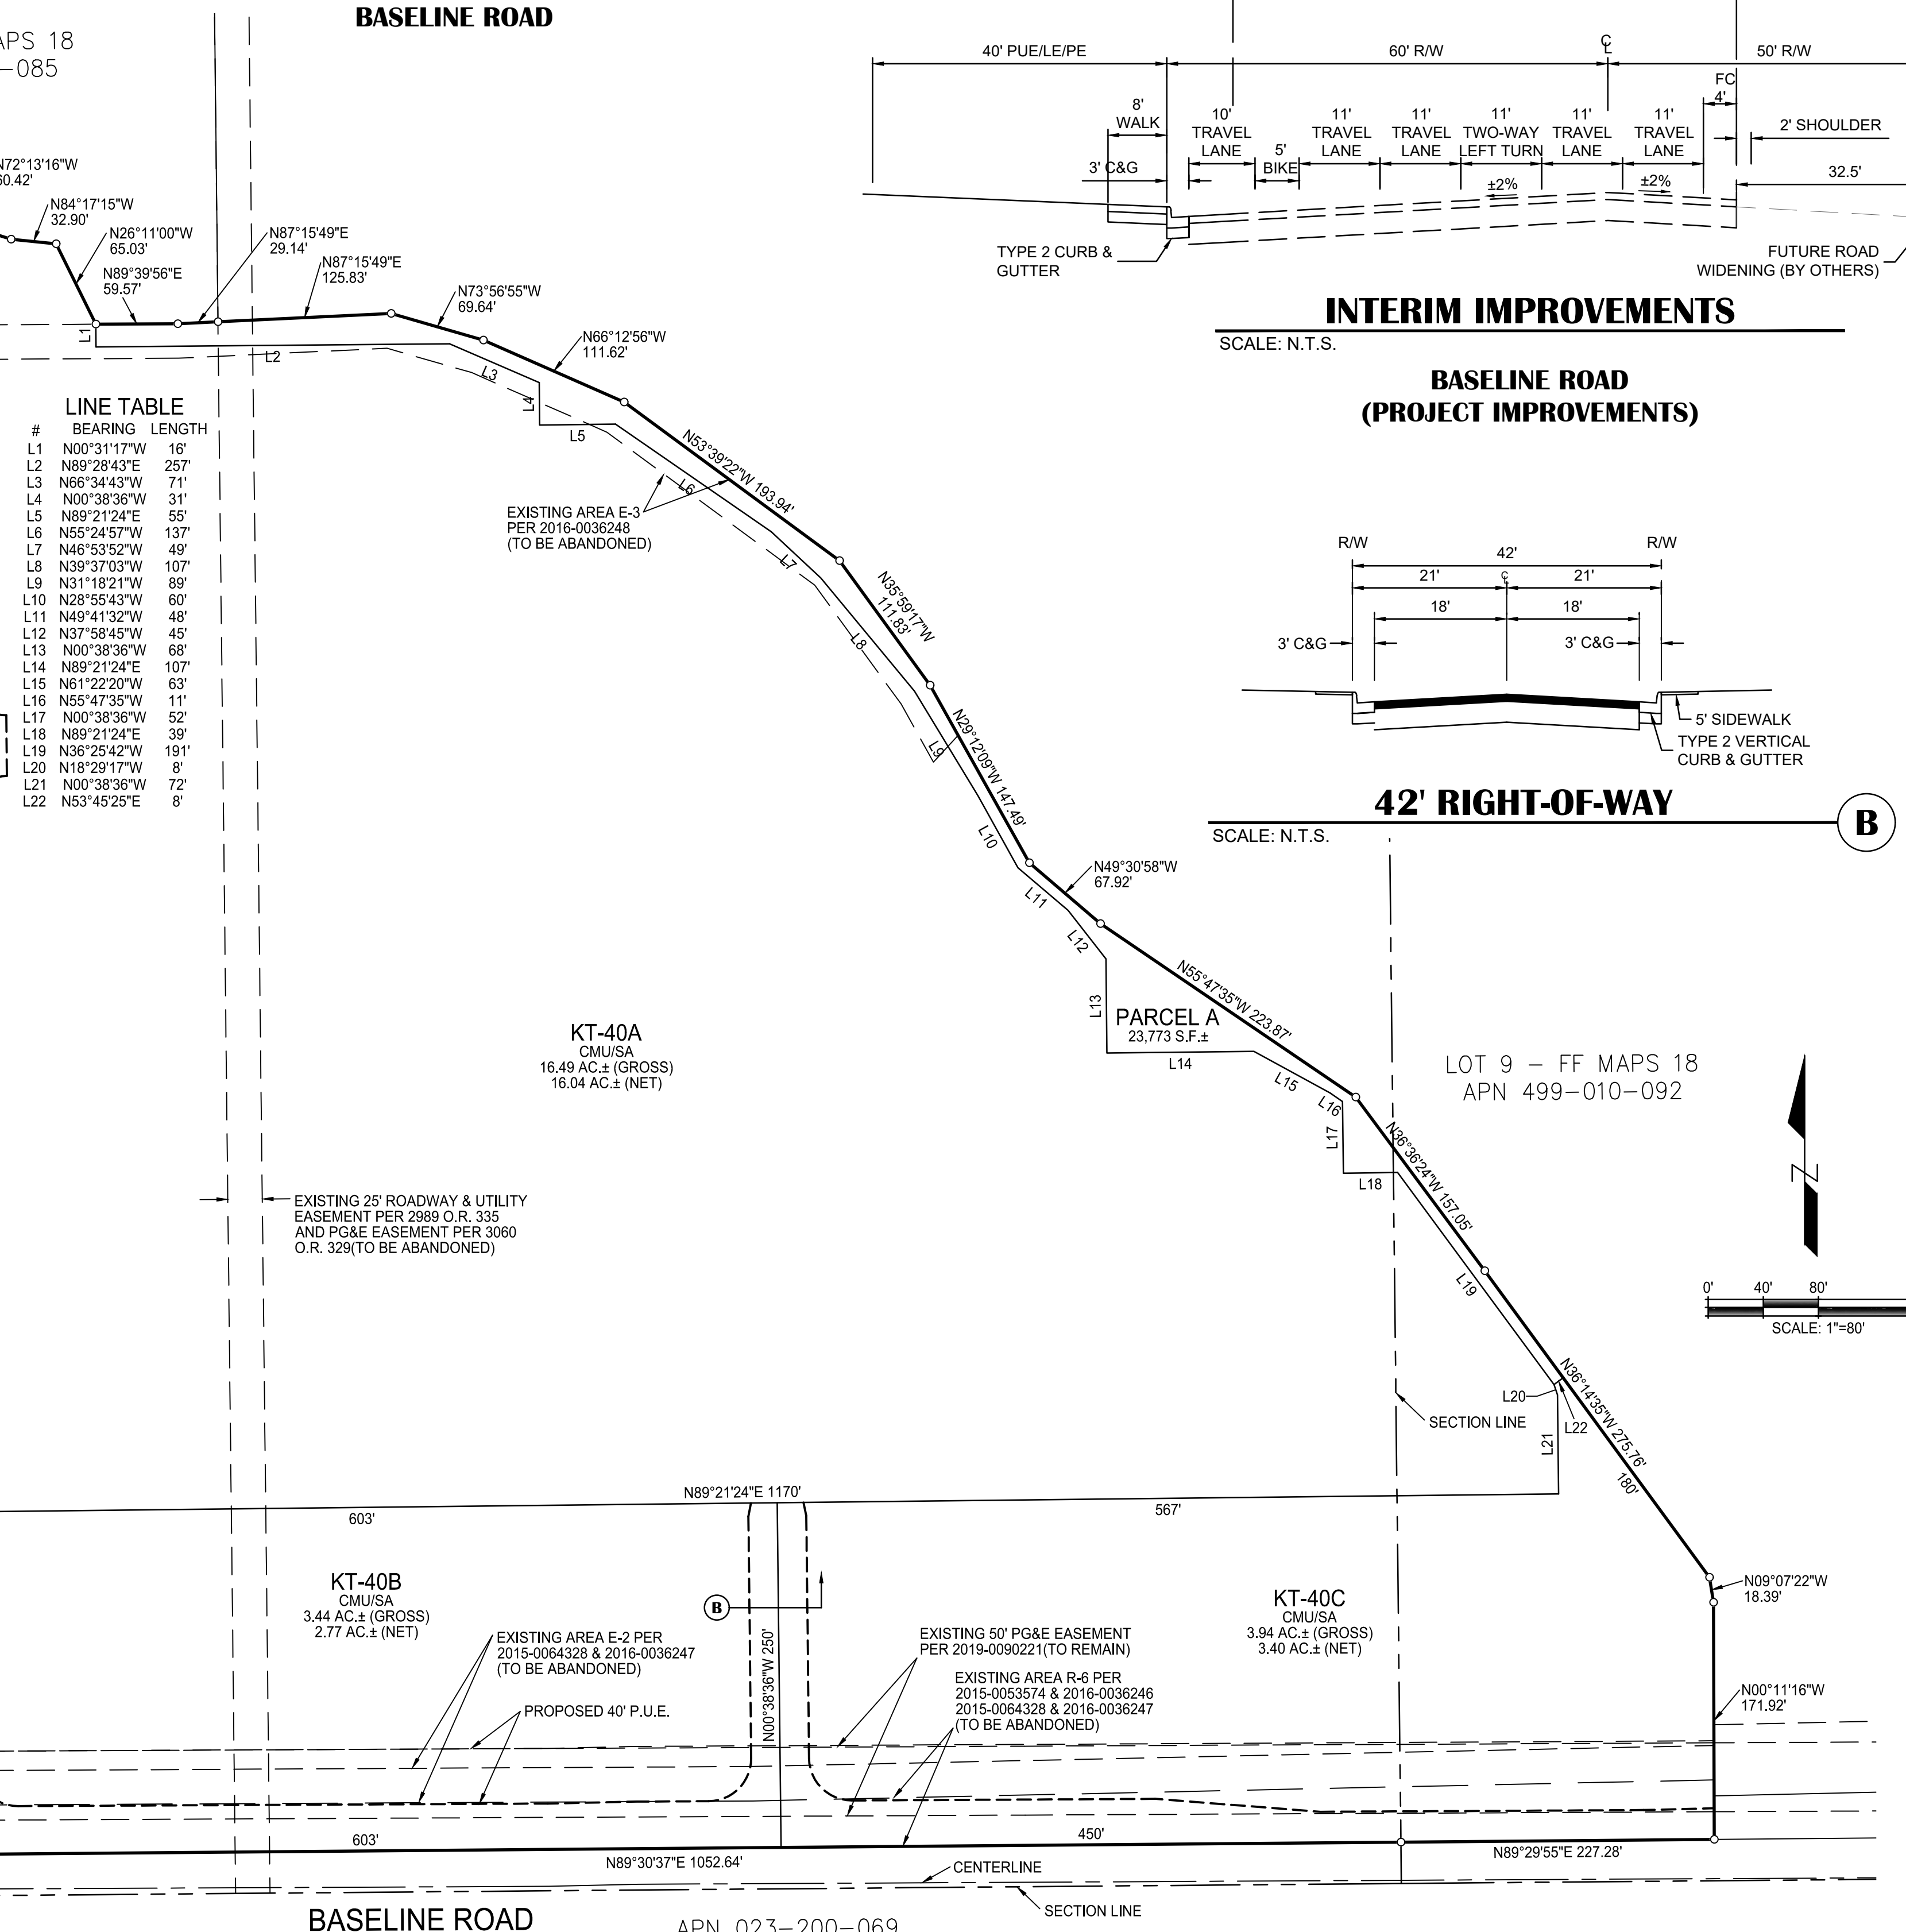 BASELINE ROAD
APS 18
-085
N72°13'16"W
60.42'
N84°17'15"W
32.90'
N26°11'00"W
65.03'
N89°39'56"E
59.57'
N87°15'49"E
29.14'
N87°15'49"E
125.83'
N73°56'55"W
69.64'
N66°12'56"W
111.62'
L1
L2
L3
L4
L5
40' PUE/LE/PE
60' R/W
℄
50' R/W
FC
4'
8'
WALK
10'
TRAVEL
LANE
5'
BIKE
11'
TRAVEL
LANE
11'
TRAVEL
LANE
11'
TWO-WAY
LEFT TURN
11'
TRAVEL
LANE
11'
TRAVEL
LANE
2' SHOULDER
3' C&G
±2%
±2%
32.5'
TYPE 2 CURB &
GUTTER
FUTURE ROAD
WIDENING (BY OTHERS)
INTERIM IMPROVEMENTS
SCALE: N.T.S.
BASELINE ROAD
(PROJECT IMPROVEMENTS)
LINE TABLE
# BEARING LENGTH
L1 N00°31'17"W 16'
L2 N89°28'43"E 257'
L3 N66°34'43"W 71'
L4 N00°38'36"W 31'
L5 N89°21'24"E 55'
L6 N55°24'57"W 137'
L7 N46°53'52"W 49'
L8 N39°37'03"W 107'
L9 N31°18'21"W 89'
L10 N28°55'43"W 60'
L11 N49°41'32"W 48'
L12 N37°58'45"W 45'
L13 N00°38'36"W 68'
L14 N89°21'24"E 107'
L15 N61°22'20"W 63'
L16 N55°47'35"W 11'
L17 N00°38'36"W 52'
L18 N89°21'24"E 39'
L19 N36°25'42"W 191'
L20 N18°29'17"W 8'
L21 N00°38'36"W 72'
L22 N53°45'25"E 8'
N53°39'22"W 193.94'
L6
EXISTING AREA E-3
PER 2016-0036248
(TO BE ABANDONED)
L7
N35°59'17"W
111.83'
L8
N29°12'09"W 147.49'
L9
L10
R/W
R/W
42'
21'
℄
21'
18'
18'
3' C&G
3' C&G
5' SIDEWALK
TYPE 2 VERTICAL
CURB & GUTTER
42' RIGHT-OF-WAY
B
SCALE: N.T.S.
N49°30'58"W
67.92'
L11
L12
N55°47'35"W 223.87'
L13
PARCEL A
23,773 S.F.±
L14
L15
L16
L17
L18
KT-40A
CMU/SA
16.49 AC.± (GROSS)
16.04 AC.± (NET)
LOT 9 - FF MAPS 18
APN 499-010-092
N
N36°36'24"W 157.05'
EXISTING 25' ROADWAY & UTILITY
EASEMENT PER 2989 O.R. 335
AND PG&E EASEMENT PER 3060
O.R. 329(TO BE ABANDONED)
L19
0' 40' 80'
SCALE: 1"=80'
N36°14'35"W 275.76'
180'
L20
L22
L21
SECTION LINE
N89°21'24"E 1170'
603'
567'
KT-40B
CMU/SA
3.44 AC.± (GROSS)
2.77 AC.± (NET)
B
N00°38'36"W 250'
KT-40C
CMU/SA
3.94 AC.± (GROSS)
3.40 AC.± (NET)
N09°07'22"W
18.39'
EXISTING AREA E-2 PER
2015-0064328 & 2016-0036247
(TO BE ABANDONED)
PROPOSED 40' P.U.E.
EXISTING 50' PG&E EASEMENT
PER 2019-0090221(TO REMAIN)
EXISTING AREA R-6 PER
2015-0053574 & 2016-0036246
2015-0064328 & 2016-0036247
(TO BE ABANDONED)
N00°11'16"W
171.92'
603'
450'
N89°30'37"E 1052.64'
N89°29'55"E 227.28'
CENTERLINE
SECTION LINE
BASELINE ROAD
APN 023-200-069